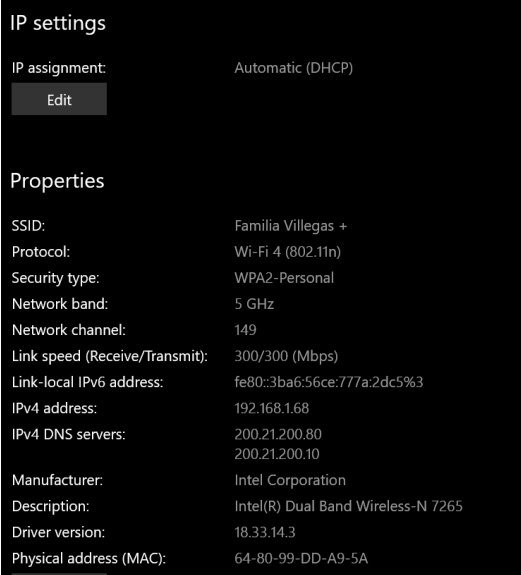 IP settings
IP assignment: Automatic (DHCP)
Edit
Properties
SSID: Familia Villegas +
Protocol: Wi-Fi 4 (802.11n)
Security type: WPA2-Personal
Network band: 5 GHz
Network channel: 149
Link speed (Receive/Transmit): 300/300 (Mbps)
Link-local IPv6 address: fe80::3ba6:56ce:777a:2dc5%3
IPv4 address: 192.168.1.68
IPv4 DNS servers: 200.21.200.80
200.21.200.10
Manufacturer: Intel Corporation
Description: Intel(R) Dual Band Wireless-N 7265
Driver version: 18.33.14.3
Physical address (MAC): 64-80-99-DD-A9-5A